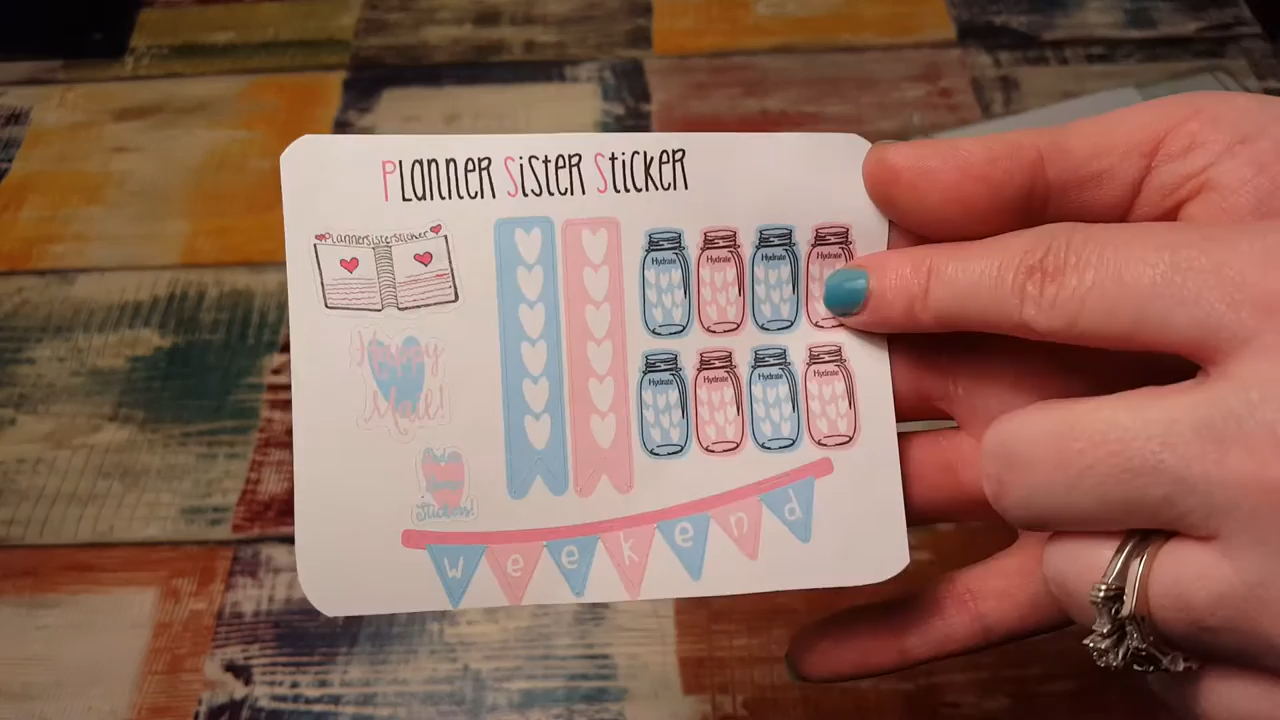 PLanner Sister Sticker
PlannerSisterSticker
Happy
Mail!
Stickers!
Hydrate Hydrate Hydrate Hydrate
Hydrate Hydrate Hydrate Hydrate
weekend